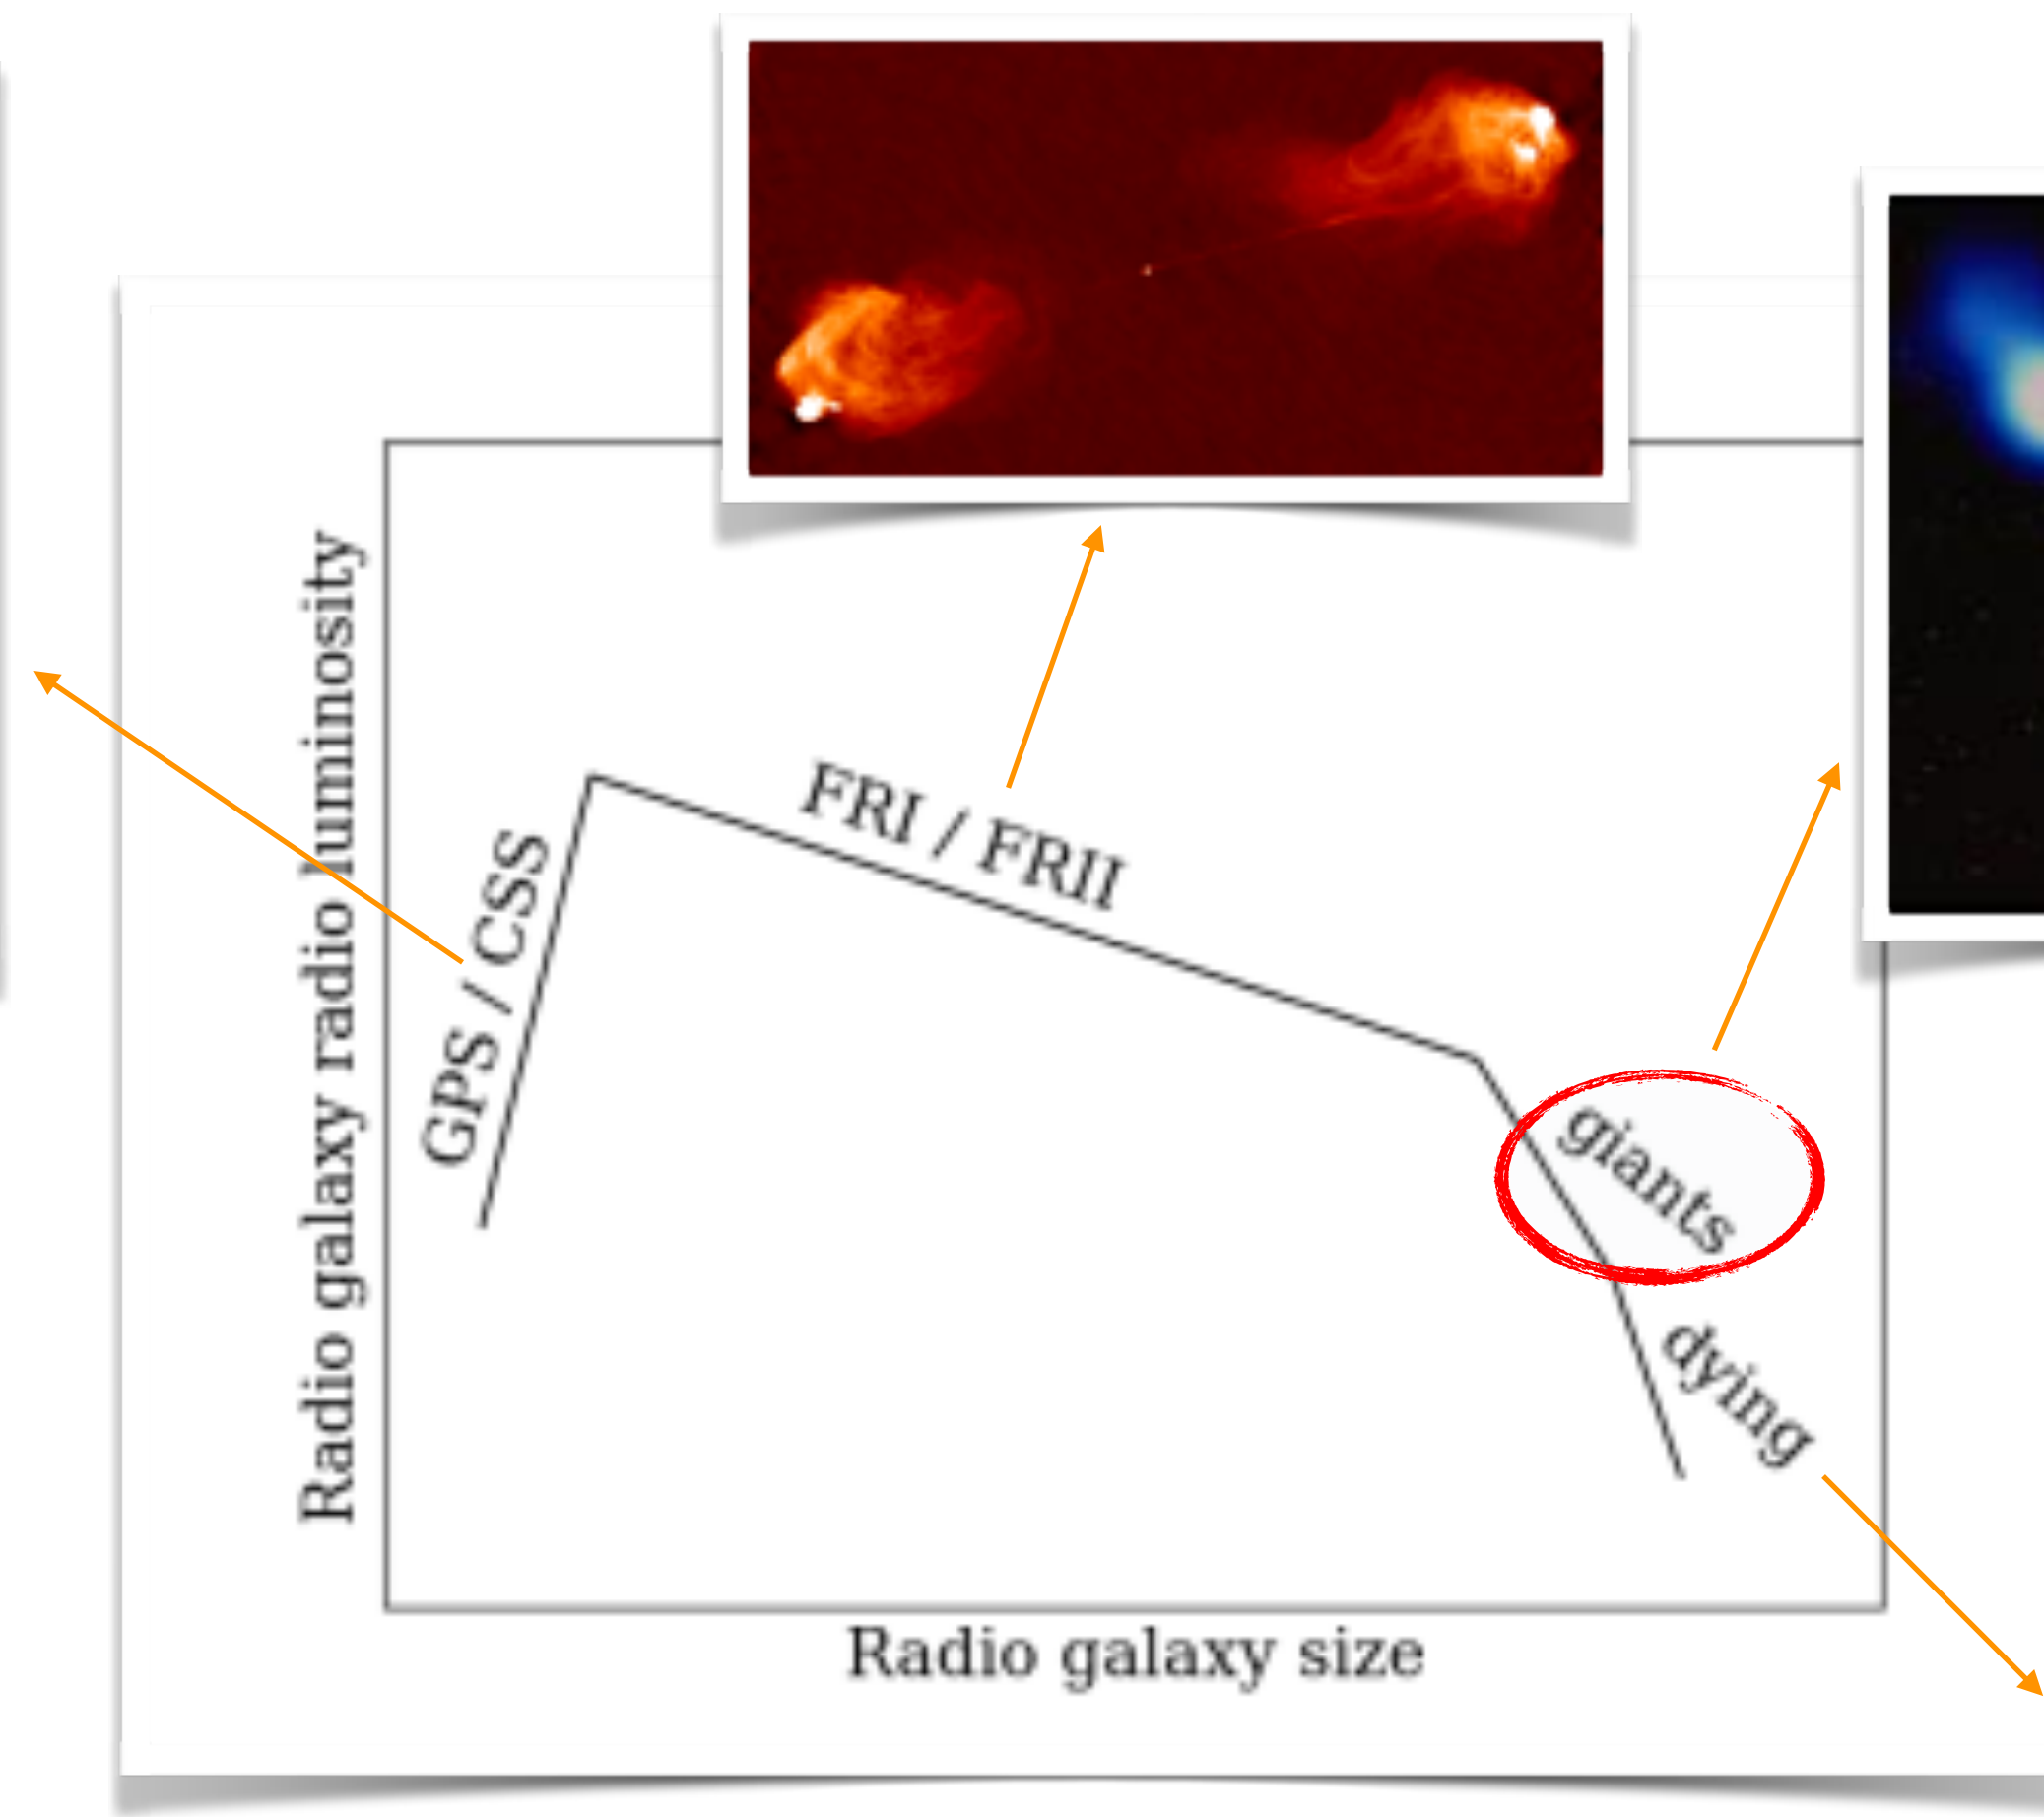 Radio galaxy radio luminosity
GPS / CSS
FRI / FRII
giants
dying
Radio galaxy size